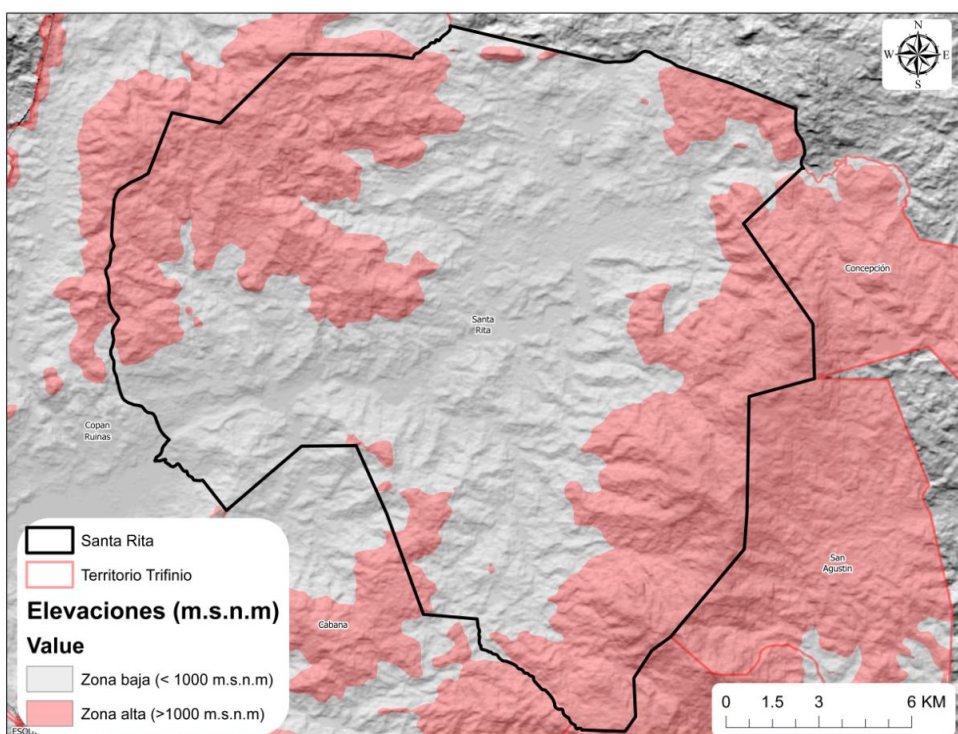 N
W
E
S
Concepción
Santa
Rita
Copan
Ruinas
San
Agustin
Cabana
Santa Rita
Territorio Trifinio
Elevaciones (m.s.n.m)
Value
Zona baja (< 1000 m.s.n.m)
Zona alta (>1000 m.s.n.m)
0 1.5 3 6 KM